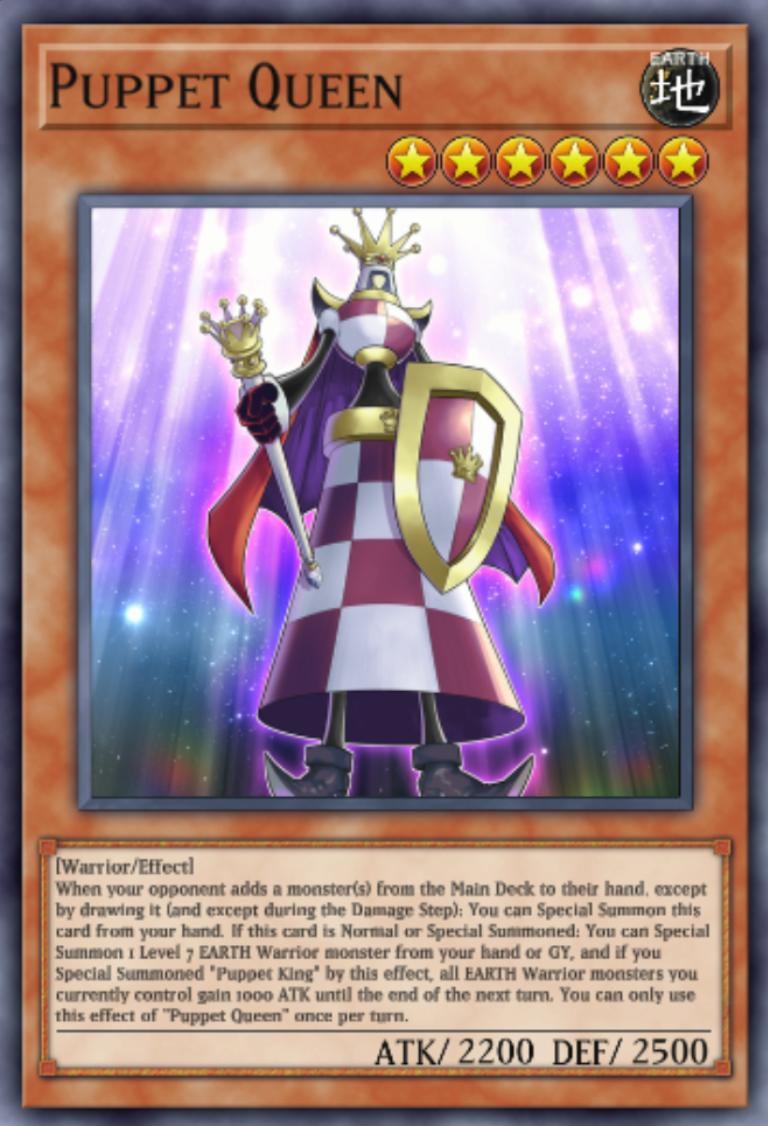 PUPPET QUEEN
EARTH
地
[Warrior/Effect]
When your opponent adds a monster(s) from the Main Deck to their hand, except
by drawing it (and except during the Damage Step): You can Special Summon this
card from your hand. If this card is Normal or Special Summoned: You can Special
Summon 1 Level 7 EARTH Warrior monster from your hand or GY, and if you
Special Summoned "Puppet King" by this effect, all EARTH Warrior monsters you
currently control gain 1000 ATK until the end of the next turn. You can only use
this effect of "Puppet Queen" once per turn.
ATK/ 2200 DEF/ 2500